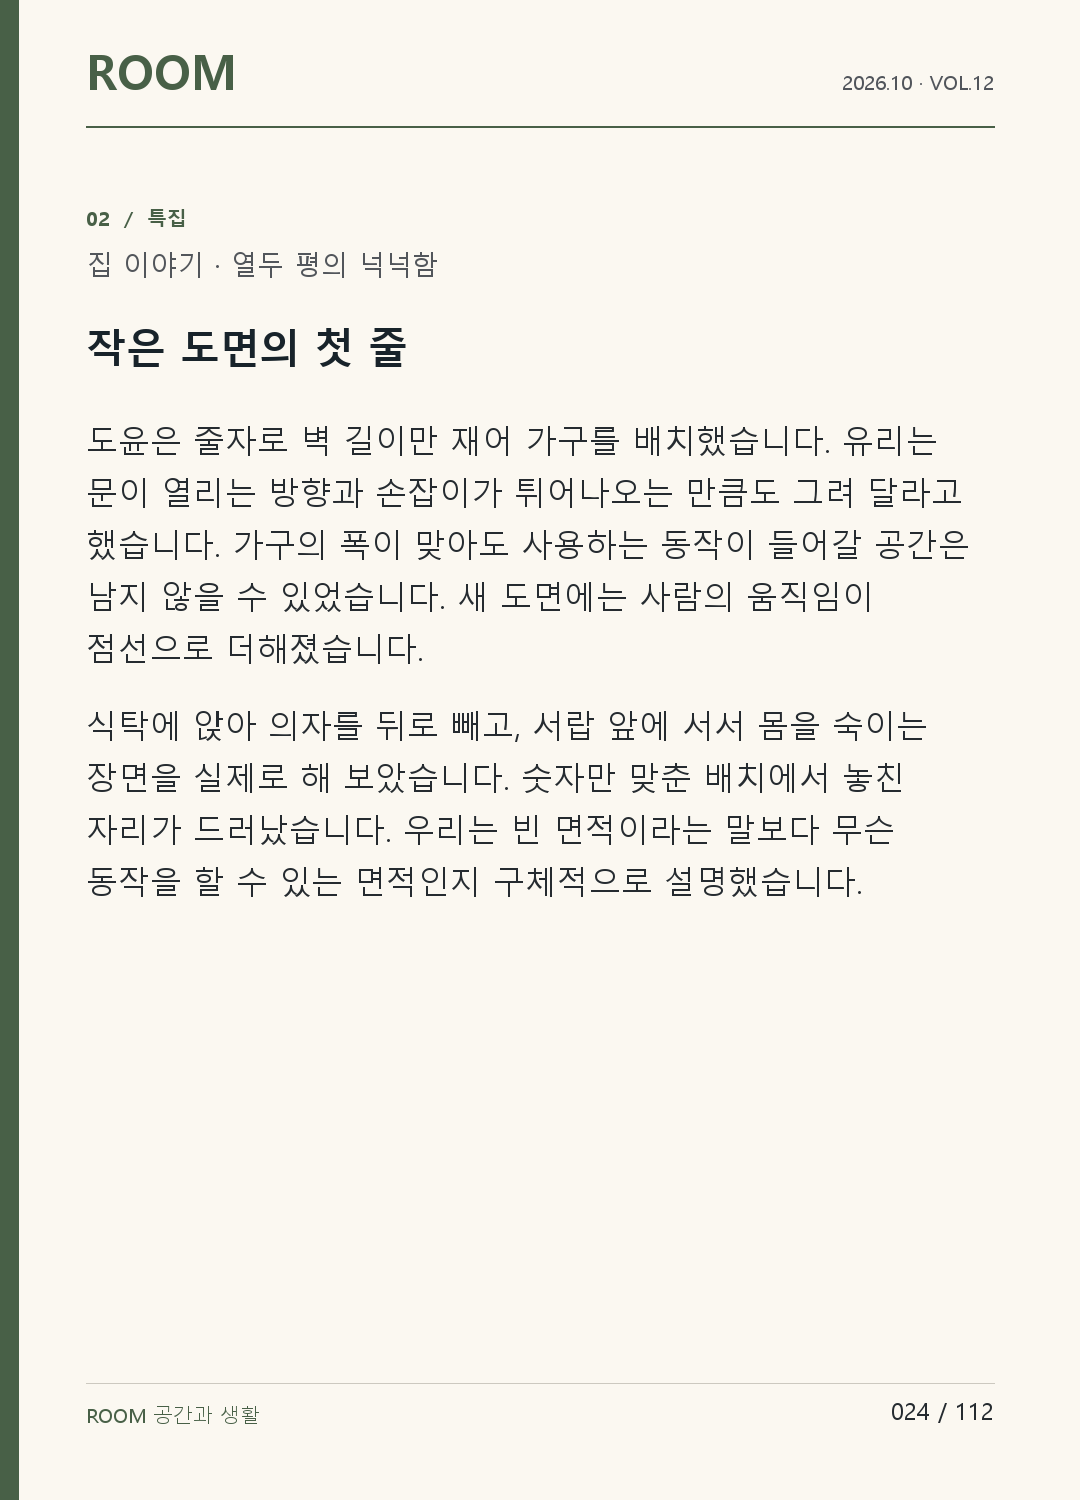 ROOM
2026.10 · VOL.12
02 / 특집
집 이야기 · 열두 평의 넉넉함
작은 도면의 첫 줄
도윤은 줄자로 벽 길이만 재어 가구를 배치했습니다. 유리는
문이 열리는 방향과 손잡이가 튀어나오는 만큼도 그려 달라고
했습니다. 가구의 폭이 맞아도 사용하는 동작이 들어갈 공간은
남지 않을 수 있었습니다. 새 도면에는 사람의 움직임이
점선으로 더해졌습니다.
식탁에 앉아 의자를 뒤로 빼고, 서랍 앞에 서서 몸을 숙이는
장면을 실제로 해 보았습니다. 숫자만 맞춘 배치에서 놓친
자리가 드러났습니다. 우리는 빈 면적이라는 말보다 무슨
동작을 할 수 있는 면적인지 구체적으로 설명했습니다.
ROOM 공간과 생활
024 / 112